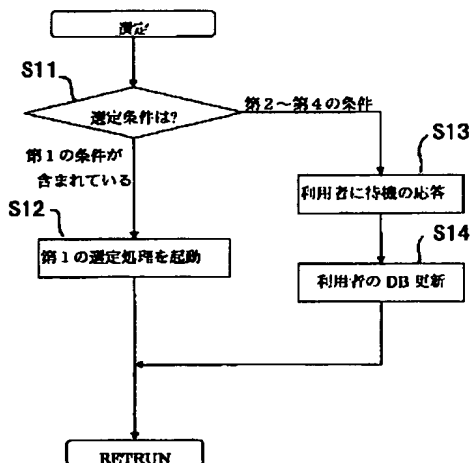 選定
S11
選定条件は?
第2~第4の条件
第1の条件が
含まれている
S13
利用者に待機の応答
S12
第1の選定処理を起動
S14
利用者の DB 更新
RETRUN